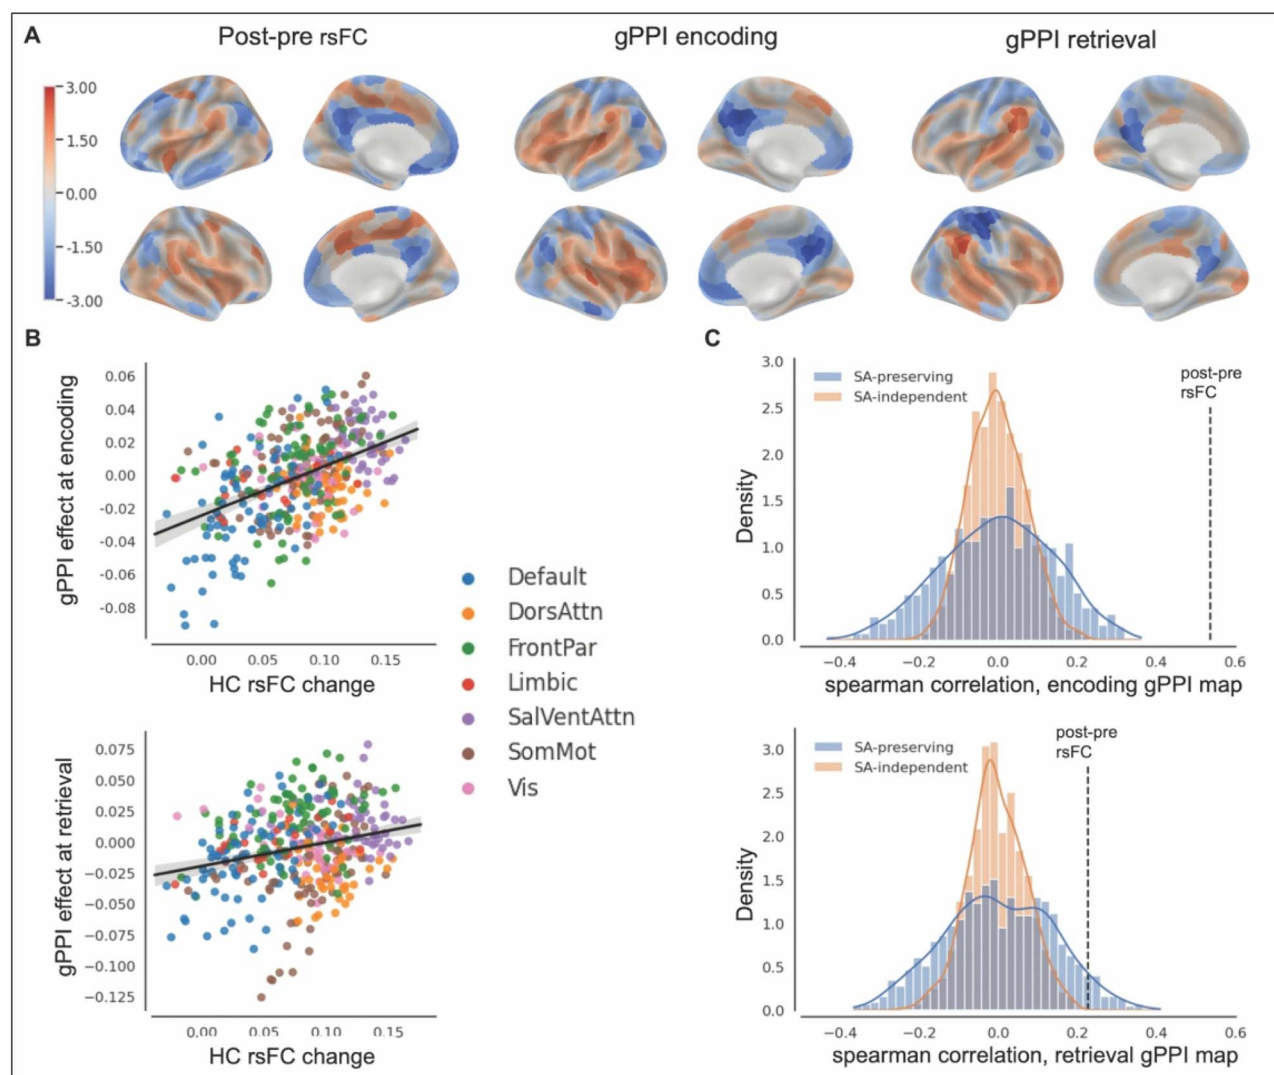 A
Post-pre rsFC
gPPI encoding
gPPI retrieval
3.00
1.50
0.00
-1.50
-3.00
B
gPPI effect at encoding
0.06
0.04
0.02
0.00
-0.02
-0.04
-0.06
-0.08
0.00 0.05 0.10 0.15
HC rsFC change
gPPI effect at retrieval
0.075
0.050
0.025
0.000
−0.025
−0.050
−0.075
−0.100
−0.125
0.00 0.05 0.10 0.15
HC rsFC change
Default
DorsAttn
FrontPar
Limbic
SalVentAttn
SomMot
Vis
C
SA-preserving
SA-independent
post-pre
rsFC
Density
3.0
2.5
2.0
1.5
1.0
0.5
0.0
−0.4 −0.2 0.0 0.2 0.4 0.6
spearman correlation, encoding gPPI map
SA-preserving
SA-independent
post-pre
rsFC
Density
3.0
2.5
2.0
1.5
1.0
0.5
0.0
−0.4 −0.2 0.0 0.2 0.4 0.6
spearman correlation, retrieval gPPI map